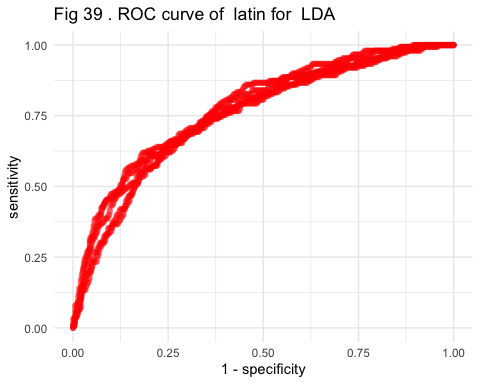 Fig 39 . ROC curve of  latin for  LDA
1.00
0.75
0.50
0.25
0.00
sensitivity
0.00 0.25 0.50 0.75 1.00
1 - specificity